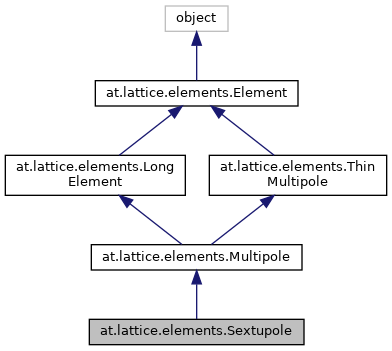 object
at.lattice.elements.Element
at.lattice.elements.Long
Element
at.lattice.elements.Thin
Multipole
at.lattice.elements.Multipole
at.lattice.elements.Sextupole